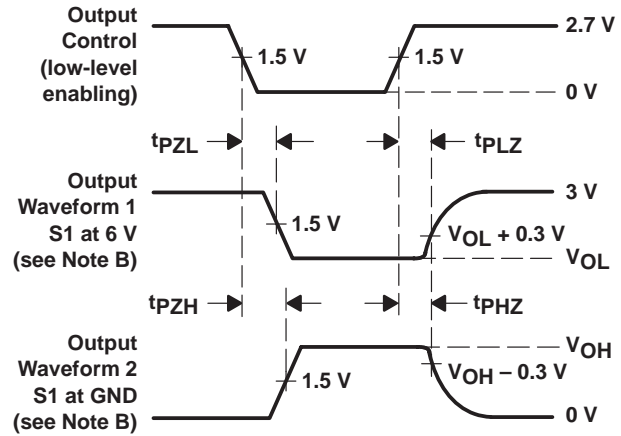 Output
Control
(low-level
enabling)
2.7 V
1.5 V
1.5 V
0 V
tPZL
tPLZ
Output
Waveform 1
S1 at 6 V
(see Note B)
3 V
1.5 V
VOL + 0.3 V
VOL
tPZH
tPHZ
Output
Waveform 2
S1 at GND
(see Note B)
VOH
1.5 V
VOH – 0.3 V
0 V